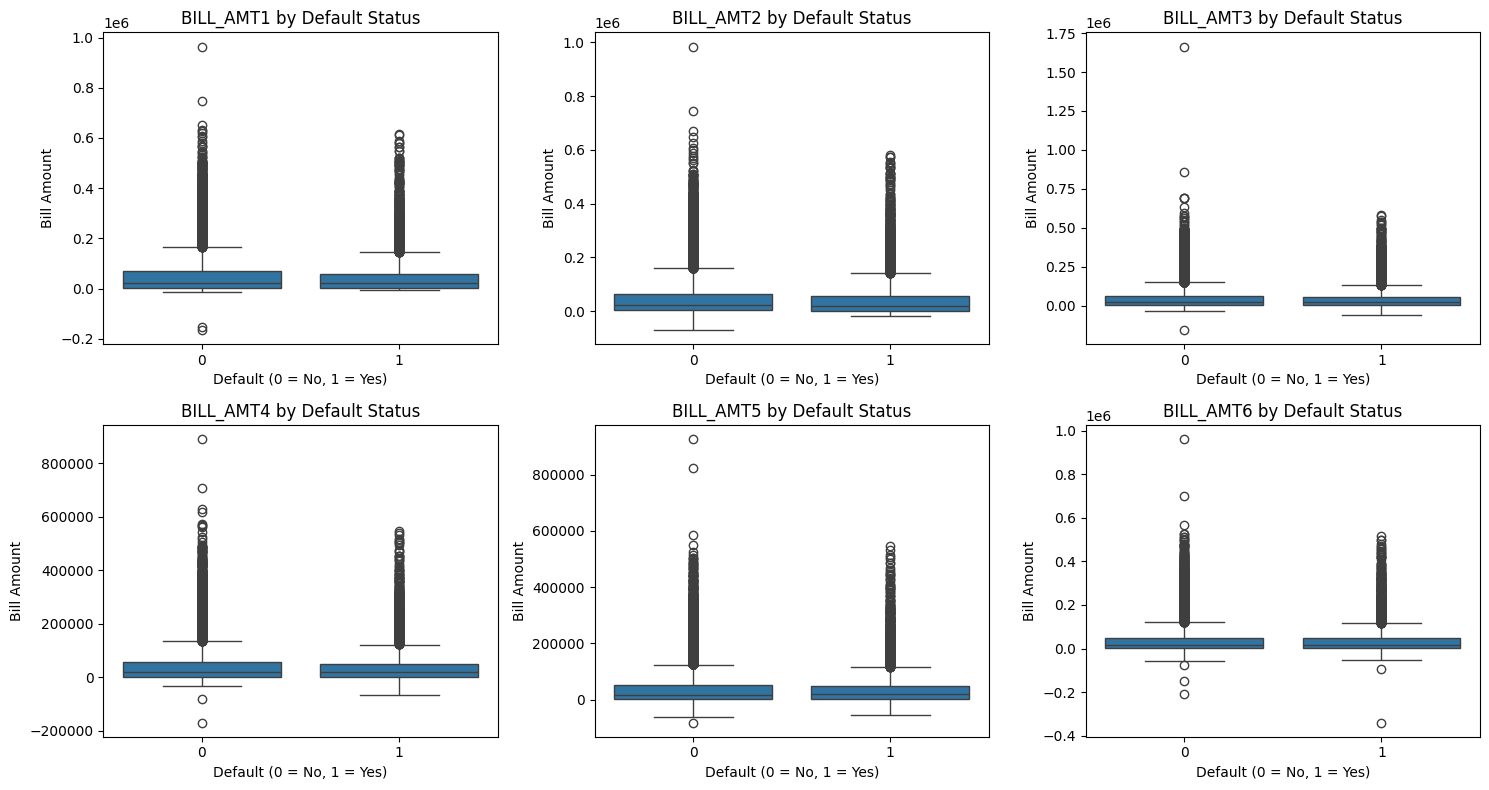 BILL_AMT1 by Default Status
1e6
1.0
0.8
0.6
0.4
0.2
0.0
−0.2
Bill Amount
0
1
Default (0 = No, 1 = Yes)
BILL_AMT2 by Default Status
1e6
1.0
0.8
0.6
0.4
0.2
0.0
Bill Amount
0
1
Default (0 = No, 1 = Yes)
BILL_AMT3 by Default Status
1e6
1.75
1.50
1.25
1.00
0.75
0.50
0.25
0.00
Bill Amount
0
1
Default (0 = No, 1 = Yes)
BILL_AMT4 by Default Status
800000
600000
400000
200000
0
−200000
Bill Amount
0
1
Default (0 = No, 1 = Yes)
BILL_AMT5 by Default Status
800000
600000
400000
200000
0
Bill Amount
0
1
Default (0 = No, 1 = Yes)
BILL_AMT6 by Default Status
1e6
1.0
0.8
0.6
0.4
0.2
0.0
−0.2
−0.4
Bill Amount
0
1
Default (0 = No, 1 = Yes)